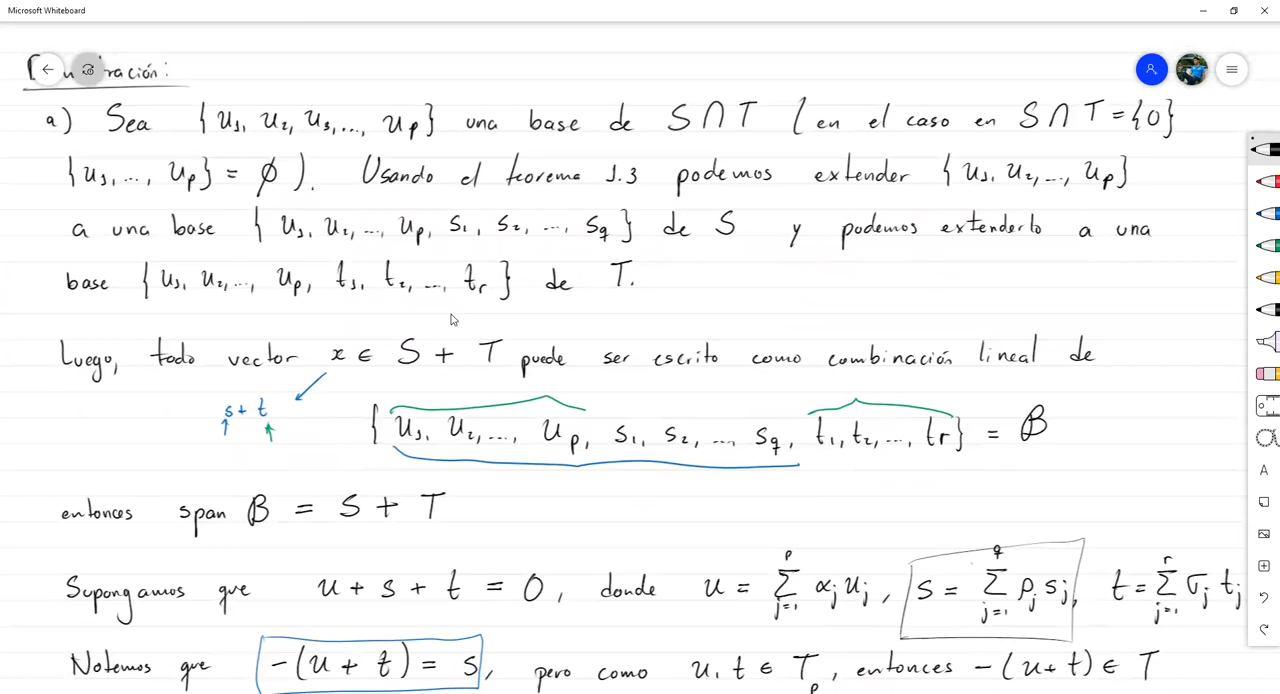 Microsoft Whiteboard
ración:
a) Sea {u₁, u₂, u₃, ..., uₚ} una base de S ∩ T (en el caso en S ∩ T = {0}
{u₁, ..., uₚ} = ∅). Usando el teorema 1.3 podemos extender {u₁, u₂, ..., uₚ}
a una base {u₁, u₂, ..., uₚ, s₁, s₂, ..., s_q} de S y podemos extenderlo a una
base {u₁, u₂, ..., uₚ, t₁, t₂, ..., tᵣ} de T.
Luego, todo vector x ∈ S + T puede ser escrito como combinación lineal de
s + t
{u₁, u₂, ..., uₚ, s₁, s₂, ..., s_q, t₁, t₂, ..., tᵣ} = B
entonces span B = S + T
Supongamos que u + s + t = 0, donde u = ∑_{j=1}^{p} αⱼuⱼ, s = ∑_{j=1}^{q} ρⱼsⱼ, t = ∑_{j=1}^{r} σⱼtⱼ
Notemos que -(u + t) = s, pero como u, t ∈ T, entonces -(u + t) ∈ T
p
A